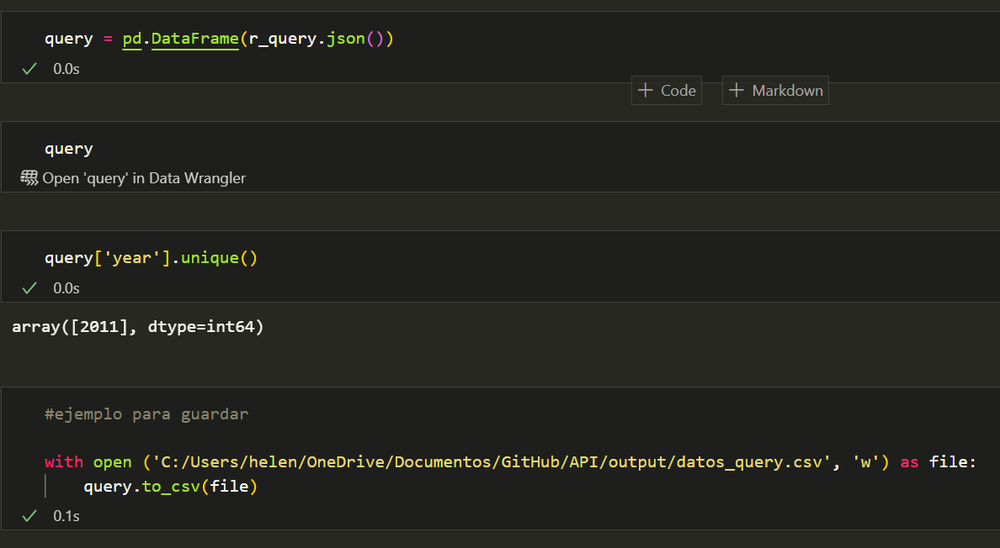 query = pd.DataFrame(r_query.json())
0.0s
+ Code + Markdown
query
Open 'query' in Data Wrangler
query['year'].unique()
0.0s
array([2011], dtype=int64)
#ejemplo para guardar
with open ('C:/Users/helen/OneDrive/Documentos/GitHub/API/output/datos_query.csv', 'w') as file:
query.to_csv(file)
0.1s